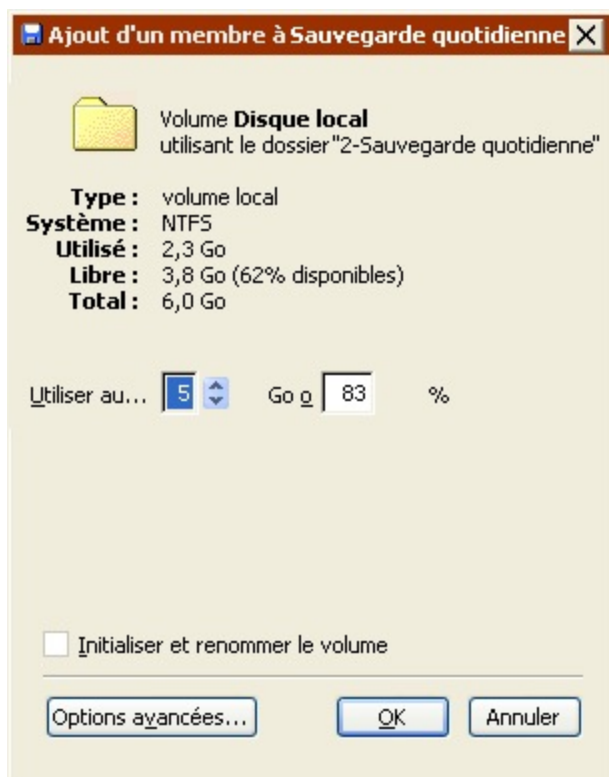 Ajout d'un membre à Sauvegarde quotidienne
Volume Disque local
utilisant le dossier"2-Sauvegarde quotidienne"
Type : volume local
Système : NTFS
Utilisé : 2,3 Go
Libre : 3,8 Go (62% disponibles)
Total : 6,0 Go
Utiliser au... 5 Go o 83 %
Initialiser et renommer le volume
Options avancées... OK Annuler